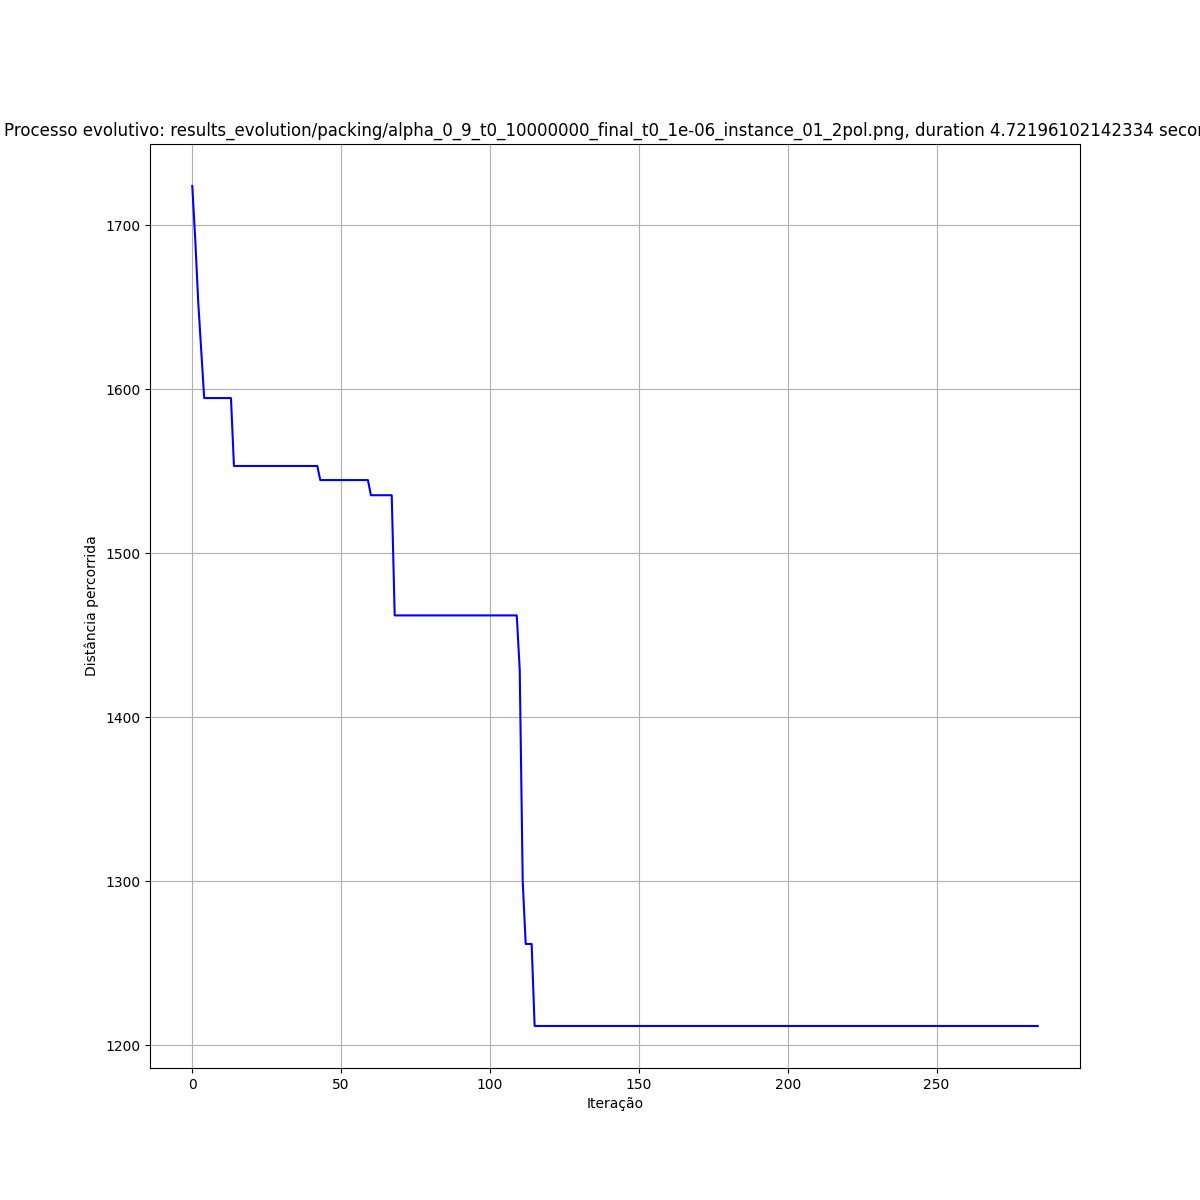 Processo evolutivo: results_evolution/packing/alpha_0_9_t0_10000000_final_t0_1e-06_instance_01_2pol.png, duration 4.72196102142334
1700
1600
1500
1400
1300
1200
Distância percorrida
0 50 100 150 200 250
Iteração